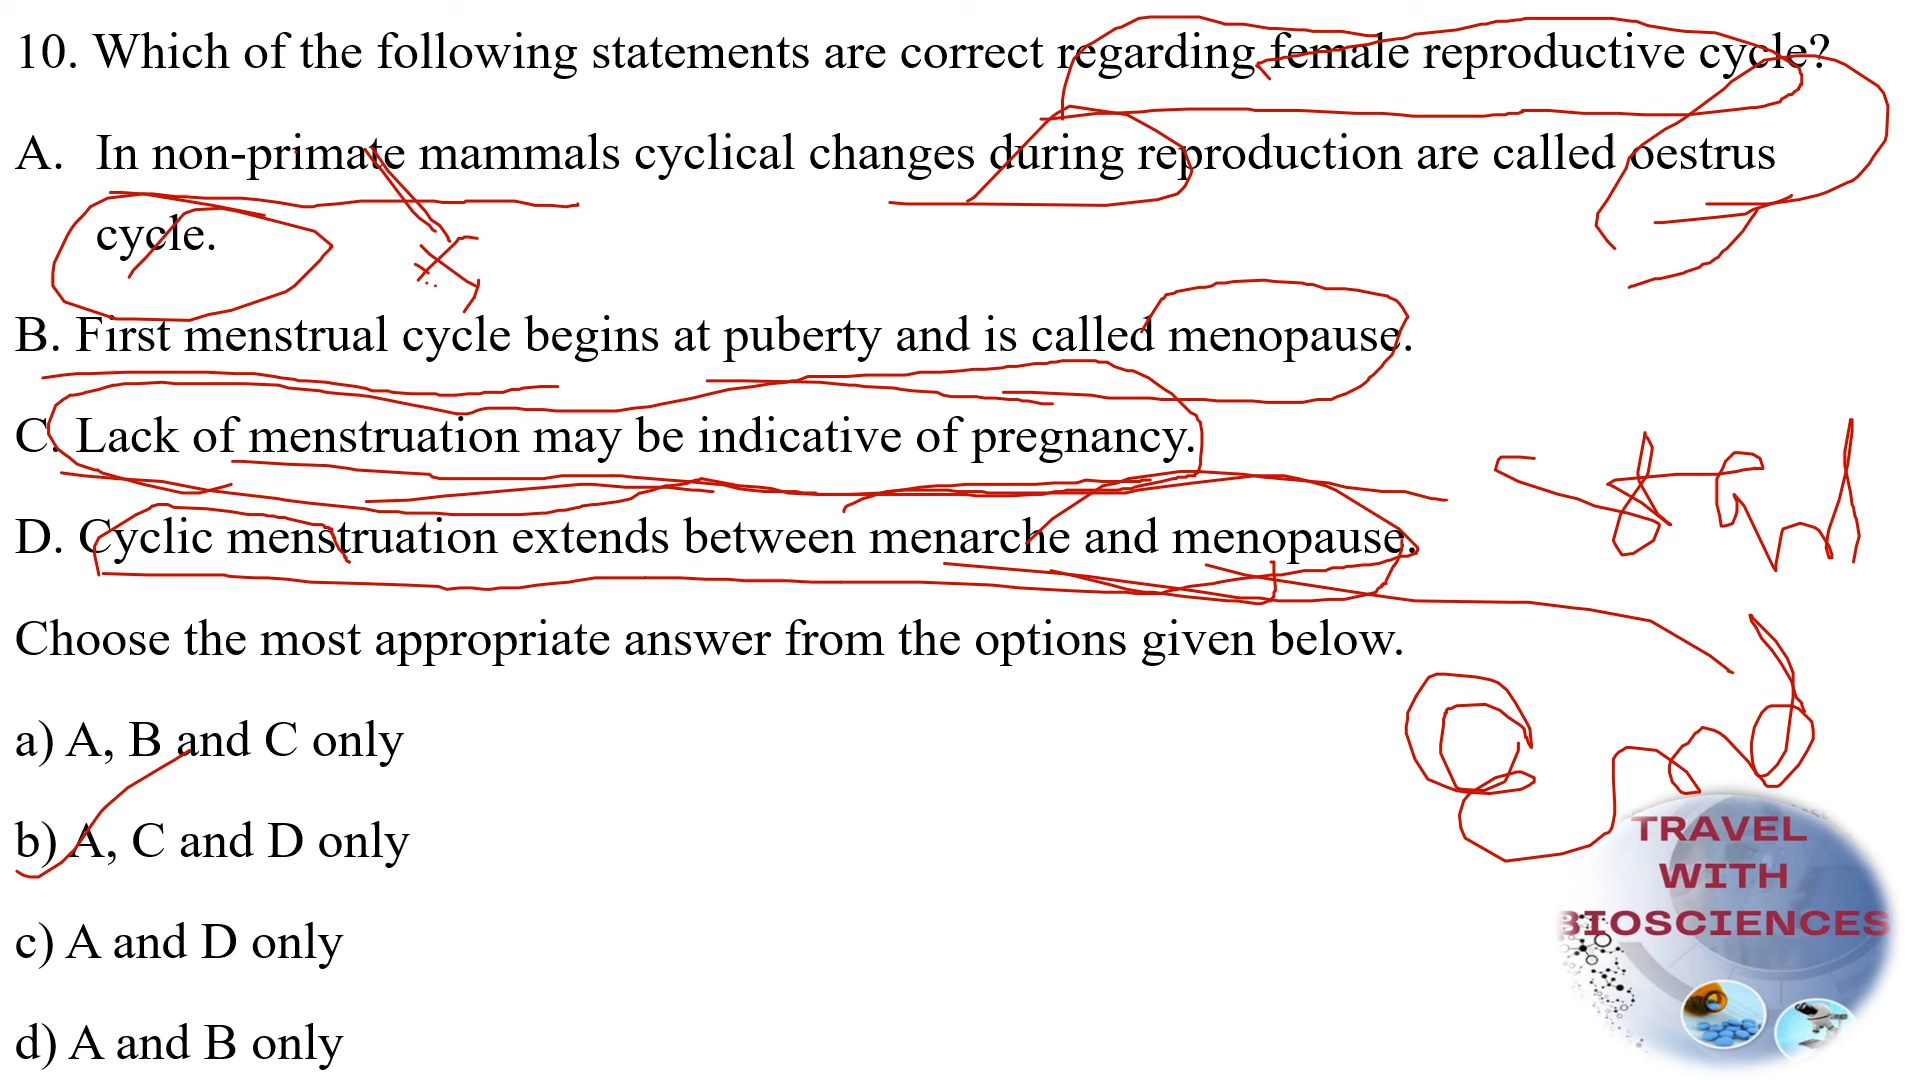 10. Which of the following statements are correct regarding female reproductive cycle?
A. In non-primate mammals cyclical changes during reproduction are called oestrus
cycle.
B. First menstrual cycle begins at puberty and is called menopause.
C. Lack of menstruation may be indicative of pregnancy.
D. Cyclic menstruation extends between menarche and menopause.
Choose the most appropriate answer from the options given below.
a) A, B and C only
b) A, C and D only
c) A and D only
d) A and B only
TRAVEL
WITH
BIOSCIENCES